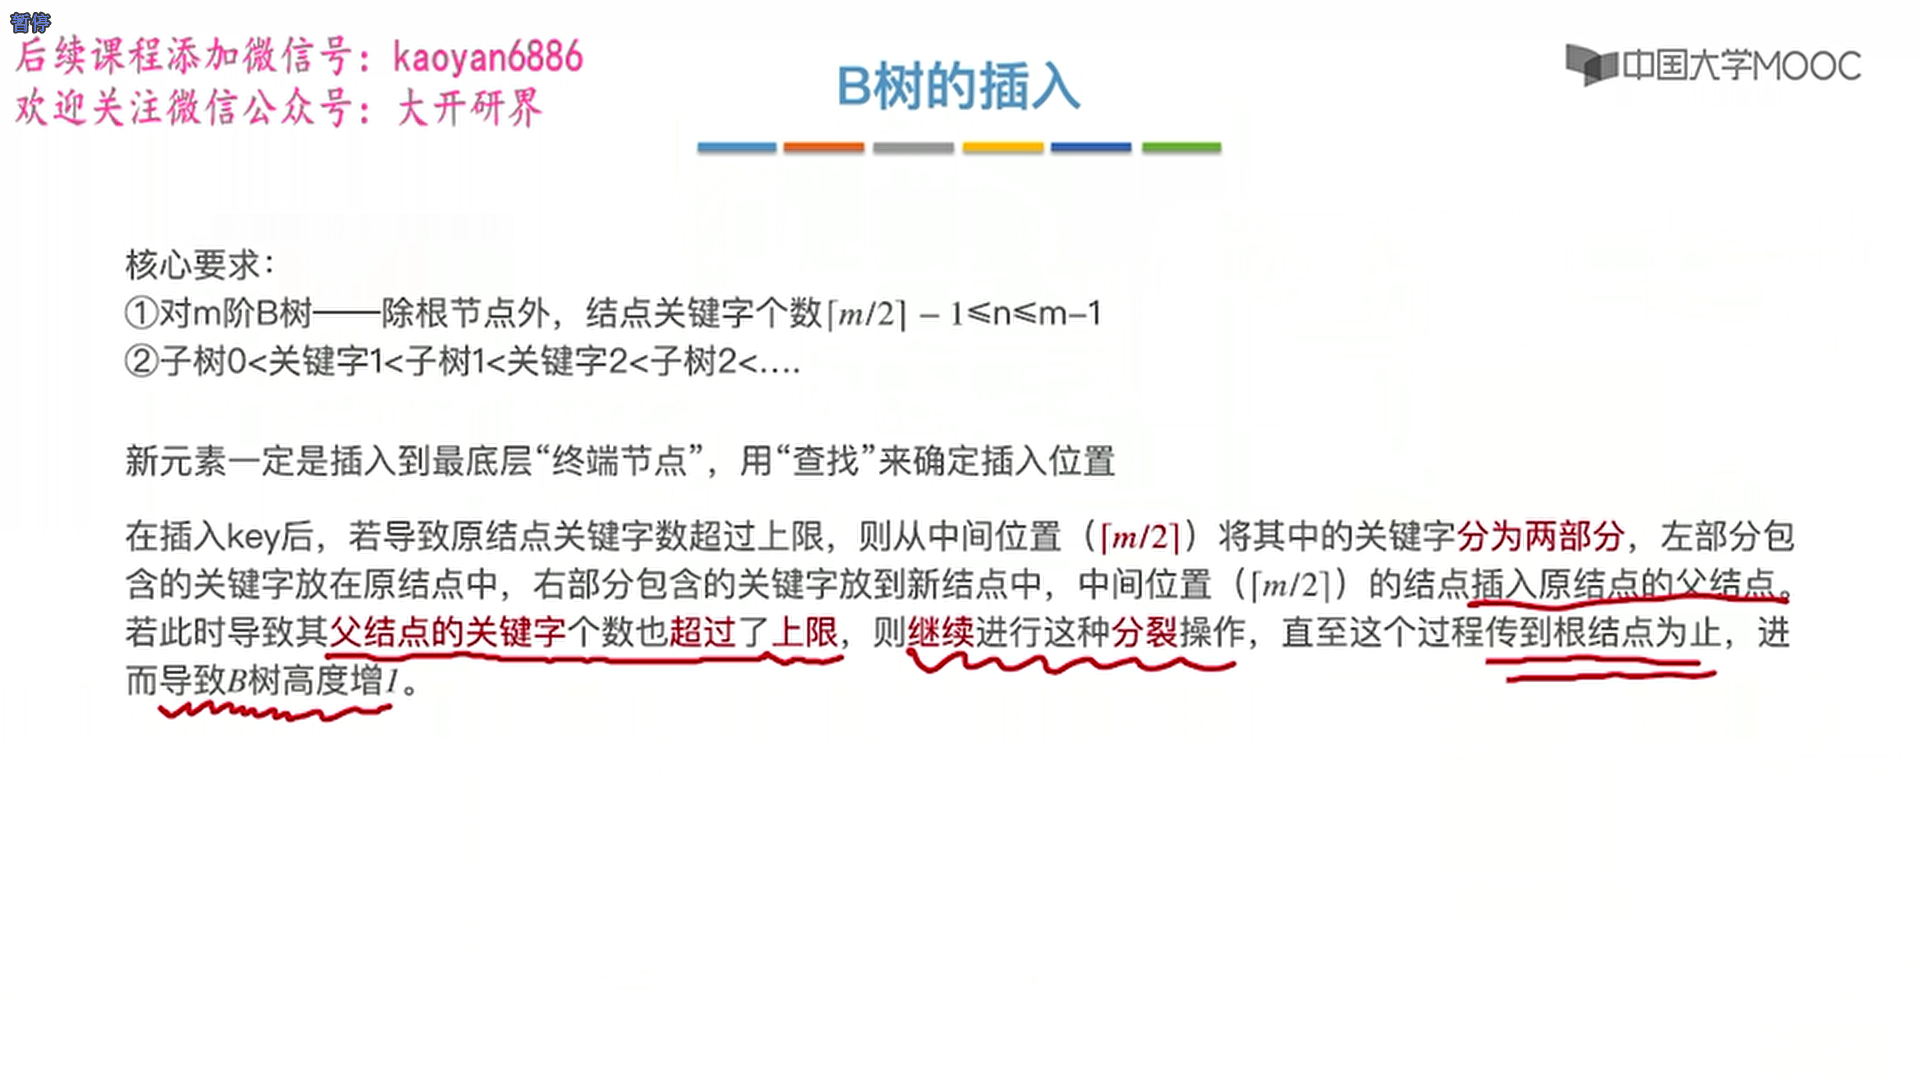 暂停
后续课程添加微信号：kaoyan6886
欢迎关注微信公众号：大开研界
中国大学MOOC
B树的插入
核心要求：
①对m阶B树——除根节点外，结点关键字个数⌈m/2⌉ − 1≤n≤m−1
②子树0<关键字1<子树1<关键字2<子树2<….
新元素一定是插入到最底层“终端节点”，用“查找”来确定插入位置
在插入key后，若导致原结点关键字数超过上限，则从中间位置（⌈m/2⌉）将其中的关键字分为两部分，左部分包
含的关键字放在原结点中，右部分包含的关键字放到新结点中，中间位置（⌈m/2⌉）的结点插入原结点的父结点。
若此时导致其父结点的关键字个数也超过了上限，则继续进行这种分裂操作，直至这个过程传到根结点为止，进
而导致B树高度增1。